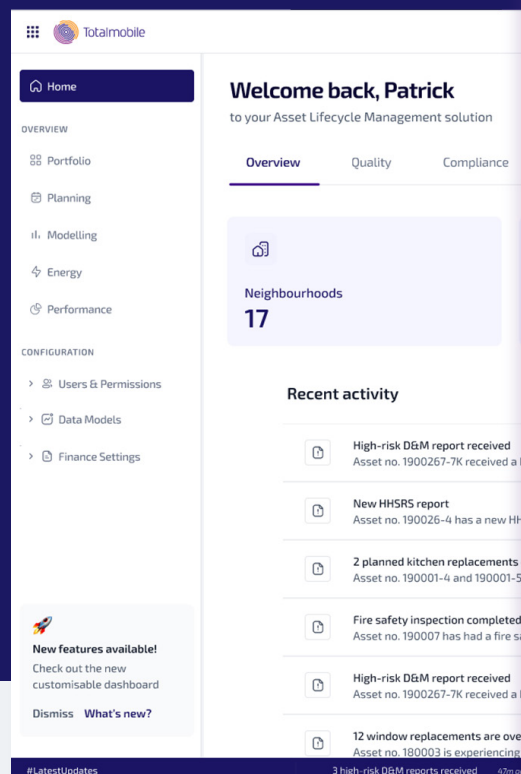 Totalmobile
Home
OVERVIEW
Portfolio
Planning
Modelling
Energy
Performance
CONFIGURATION
Users & Permissions
Data Models
Finance Settings
New features available!
Check out the new
customisable dashboard
Dismiss What's new?
Welcome back, Patrick
to your Asset Lifecycle Management solution
Overview Quality Compliance
Neighbourhoods
17
Recent activity
High-risk D&M report received
Asset no. 1900267-7K received a
New HHSRS report
Asset no. 190026-4 has a new
2 planned kitchen replacements
Asset no. 190001-4 and 190001-5
Fire safety inspection completed
Asset no. 190007 has had a fire
High-risk D&M report received
Asset no. 1900267-7K received a
12 window replacements are
Asset no. 180003 is experiencing
#LatestUpdates 3 high-risk D&M reports received 47m